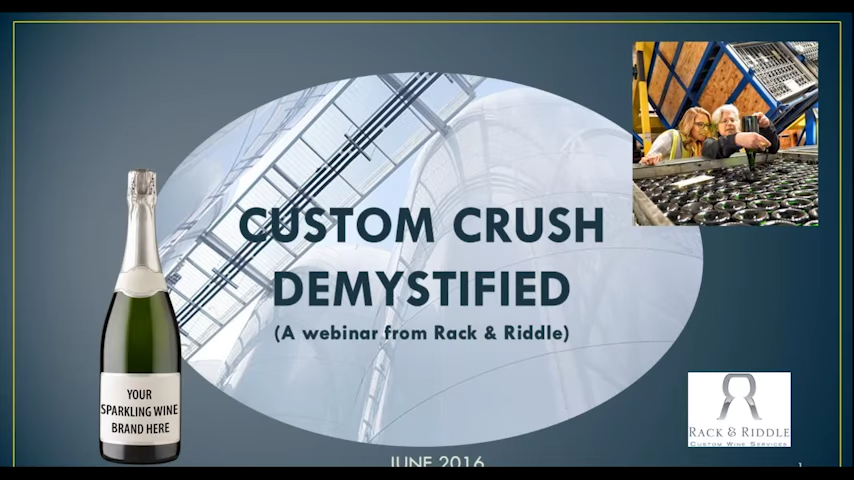 CUSTOM CRUSH
DEMYSTIFIED
(A webinar from Rack & Riddle)
YOUR
SPARKLING WINE
BRAND HERE
RACK & RIDDLE
CUSTOM WINE SERVICES
JUNE 2016
1